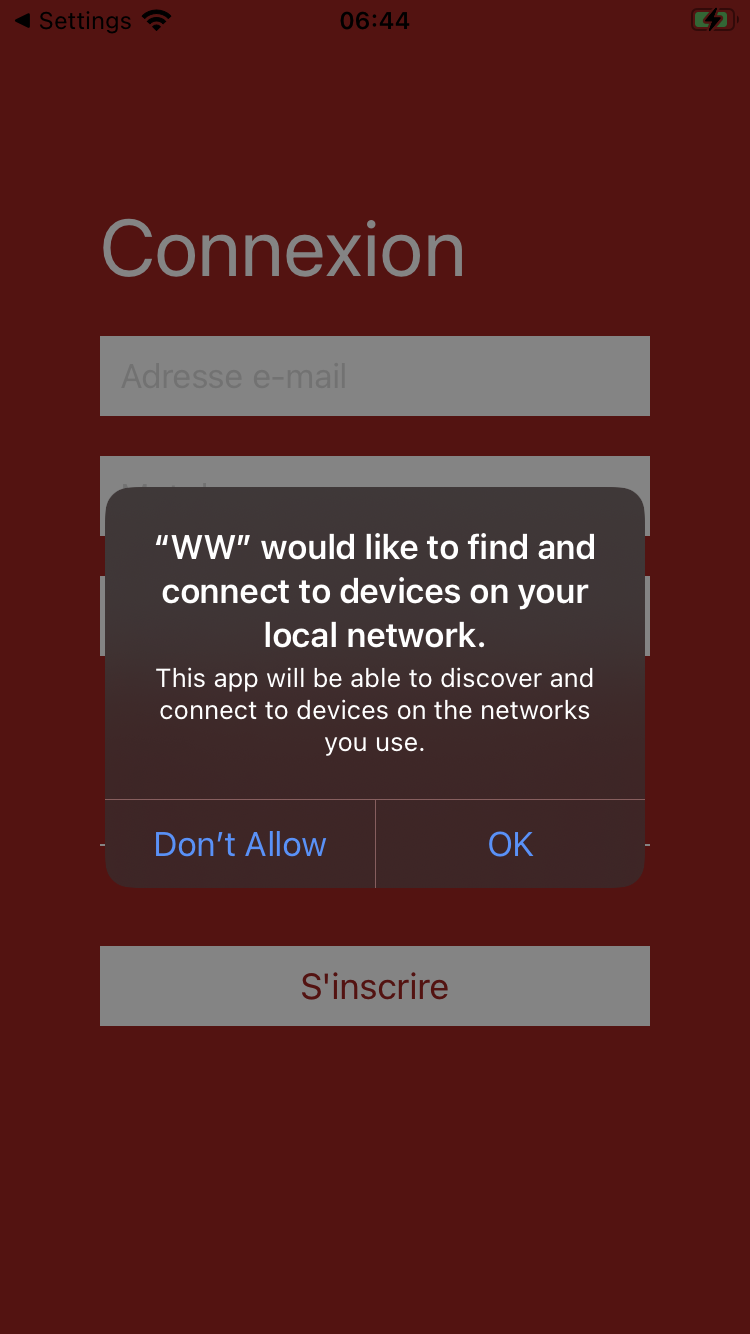 Settings
06:44
Connexion
Adresse e-mail
“WW” would like to find and
connect to devices on your
local network.
This app will be able to discover and
connect to devices on the networks
you use.
Don’t Allow
OK
S'inscrire